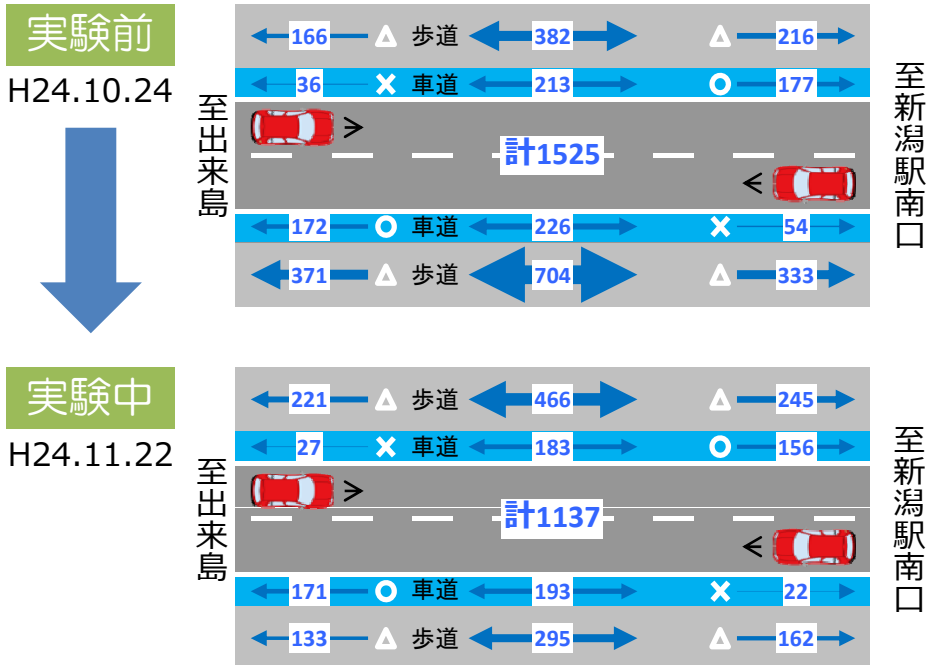 実験前
H24.10.24
至出来島
166 △ 歩道 382 △ 216
36 × 車道 213 ○ 177
計1525
172 ○ 車道 226 × 54
371 △ 歩道 704 △ 333
至新潟駅南口
実験中
H24.11.22
至出来島
221 △ 歩道 466 △ 245
27 × 車道 183 ○ 156
計1137
171 ○ 車道 193 × 22
133 △ 歩道 295 △ 162
至新潟駅南口